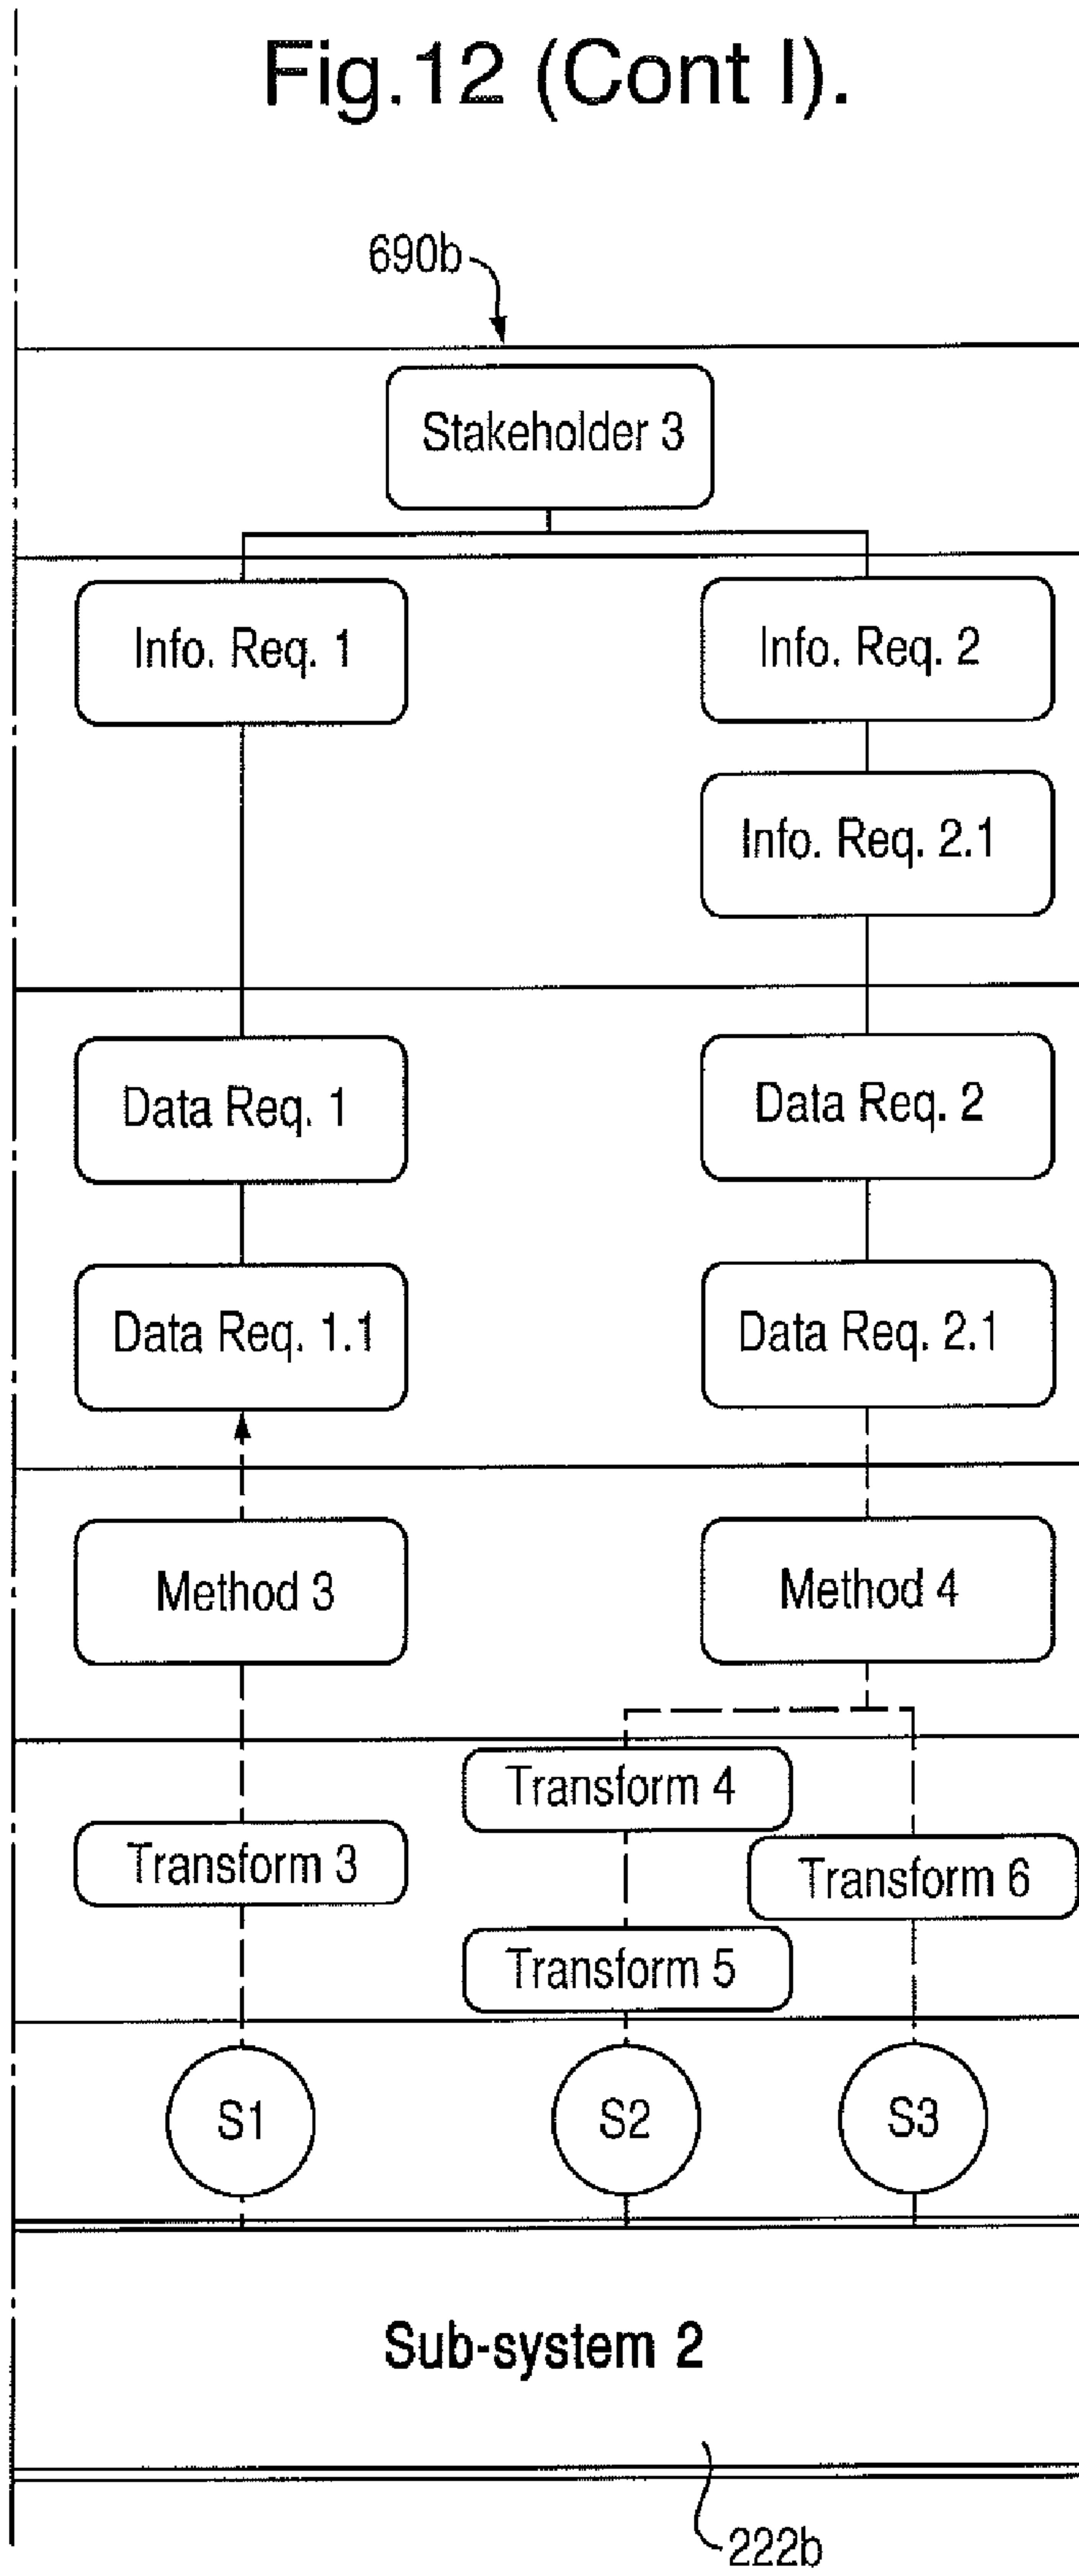 Fig.12 (Cont I).
690b
Stakeholder 3
Info. Req. 1
Info. Req. 2
Info. Req. 2.1
Data Req. 1
Data Req. 2
Data Req. 1.1
Data Req. 2.1
Method 3
Method 4
Transform 4
Transform 3
Transform 6
Transform 5
S1
S2
S3
Sub-system 2
222b